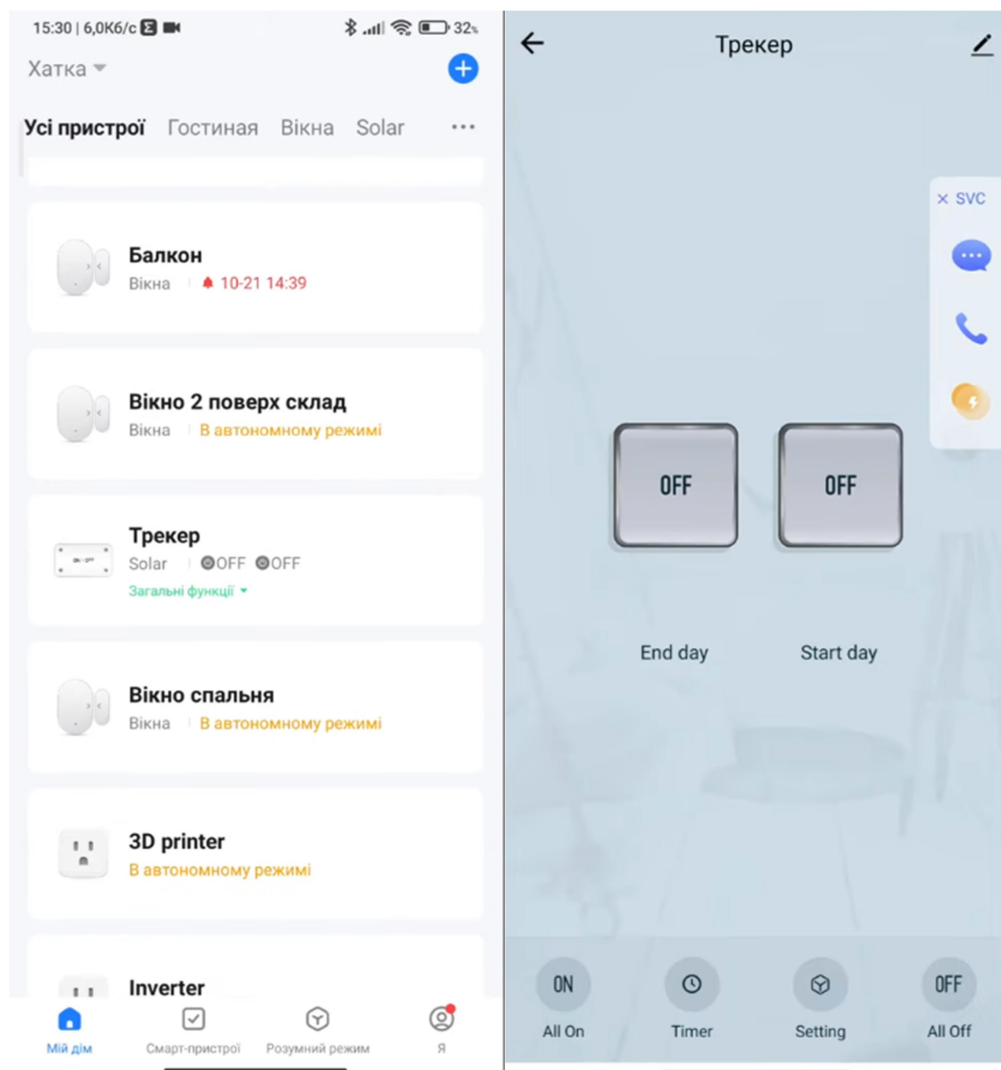 15:30 | 6,0Кб/с Σ
32%
Хатка
Усі пристрої Гостиная Вікна Solar
Балкон
Вікна 10-21 14:39
Вікно 2 поверх склад
Вікна В автономному режимі
Трекер
Solar OFF OFF
Загальні функції
Вікно спальня
Вікна В автономному режимі
3D printer
В автономному режимі
Inverter
Мій дім Смарт-пристрої Розумний режим Я
Трекер
× SVC
OFF OFF
End day Start day
ON OFF
All On Timer Setting All Off